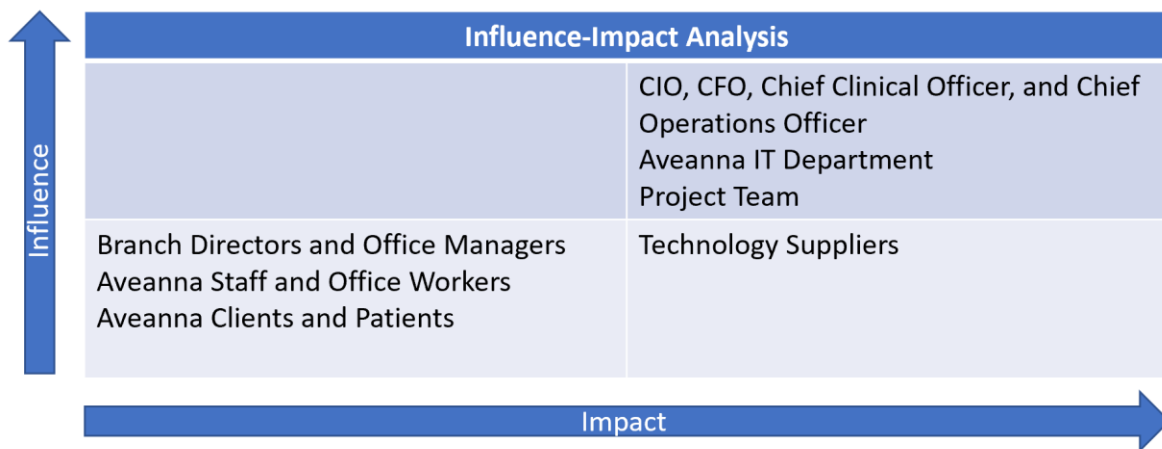 Influence-Impact Analysis
CIO, CFO, Chief Clinical Officer, and Chief
Operations Officer
Aveanna IT Department
Project Team
Influence
Branch Directors and Office Managers
Aveanna Staff and Office Workers
Aveanna Clients and Patients
Technology Suppliers
Impact